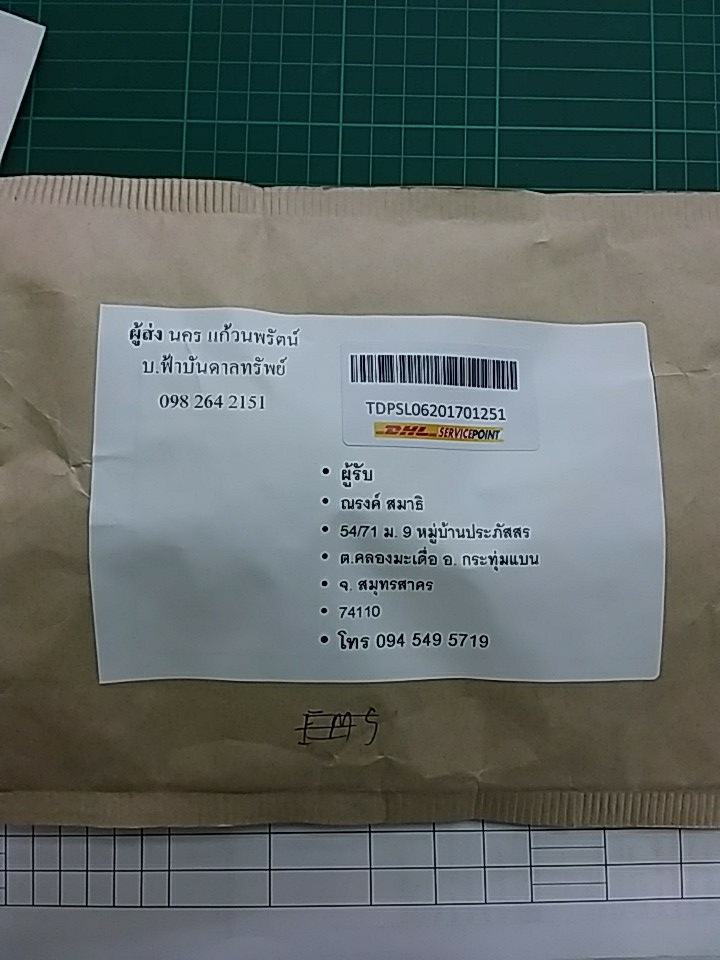 ผู้ส่ง นคร แก้วนพรัตน์
บ.ฟ้าบันดาลทรัพย์
098 264 2151
TDPSL06201701251
DHL SERVICEPOINT
• ผู้รับ
• ณรงค์ สมาธิ
• 54/71 ม. 9 หมู่บ้านประภัสสร
• ต.คลองมะเดื่อ อ. กระทุ่มแบน
• จ. สมุทรสาคร
• 74110
• โทร 094 549 5719
EMS